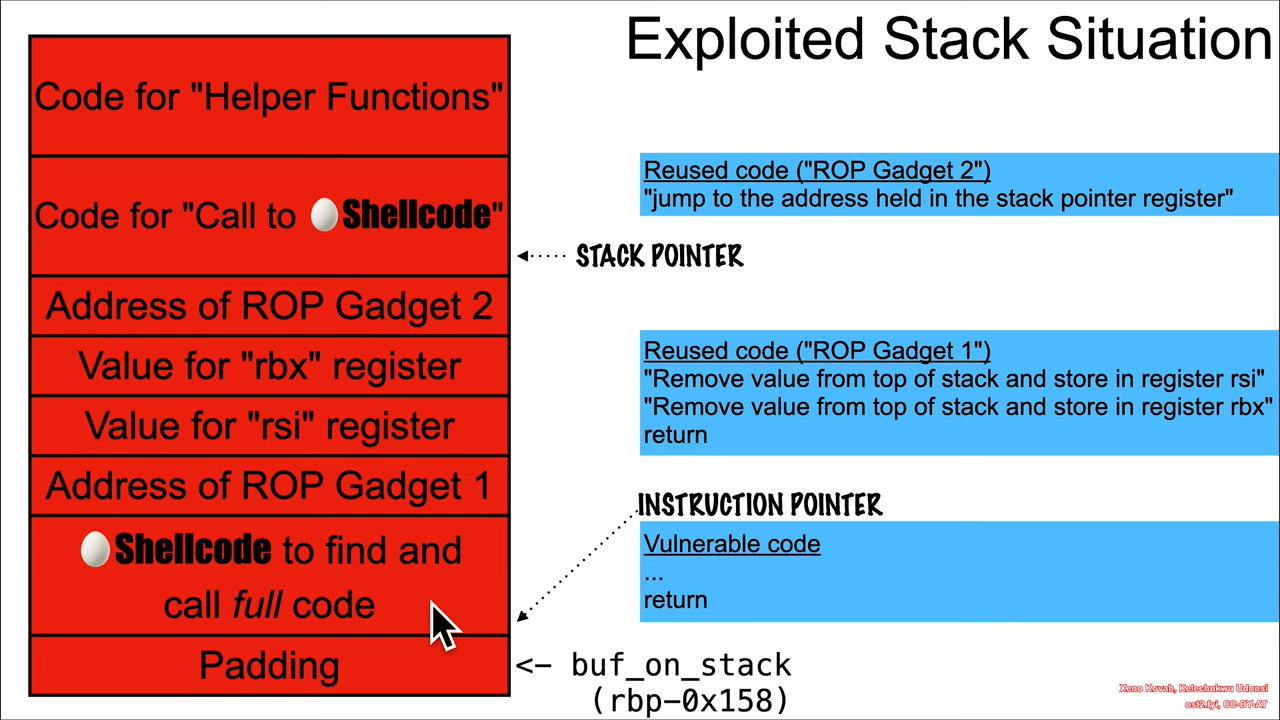 Exploited Stack Situation
Code for "Helper Functions"
Code for "Call to 🥚Shellcode"
Address of ROP Gadget 2
Value for "rbx" register
Value for "rsi" register
Address of ROP Gadget 1
🥚Shellcode to find and
call full code
Padding
Reused code ("ROP Gadget 2")
"jump to the address held in the stack pointer register"
STACK POINTER
Reused code ("ROP Gadget 1")
"Remove value from top of stack and store in register rsi"
"Remove value from top of stack and store in register rbx"
return
INSTRUCTION POINTER
Vulnerable code
...
return
<- buf_on_stack
(rbp-0x158)
Xeno Kovah, Kelechukwu Udonsi
ost2.fyi, CC-BY-AT